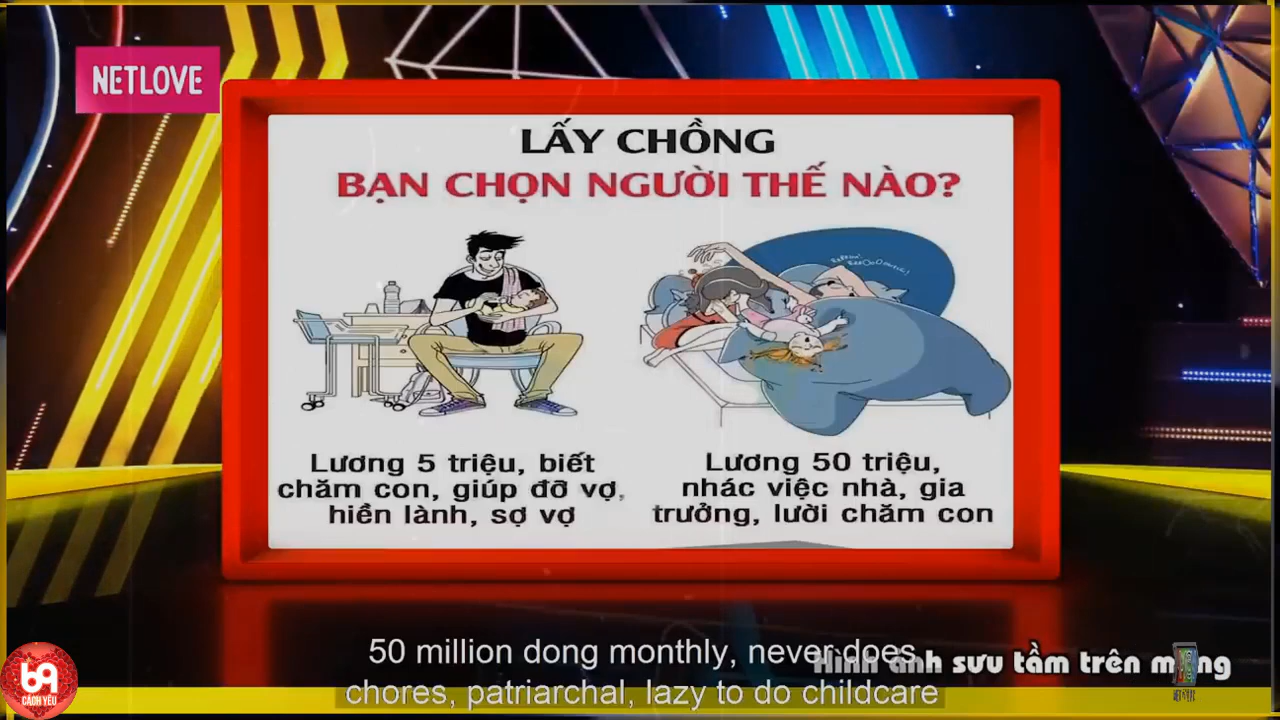 NETLOVE
LẤY CHỒNG
BẠN CHỌN NGƯỜI THẾ NÀO?
Lương 5 triệu, biết
chăm con, giúp đỡ vợ,
hiền lành, sợ vợ
Lương 50 triệu,
nhác việc nhà, gia
trưởng, lười chăm con
50 million dong monthly, never does
chores, patriarchal, lazy to do childcare
Hình ảnh sưu tầm trên mạng
69
CÁCH YÊU